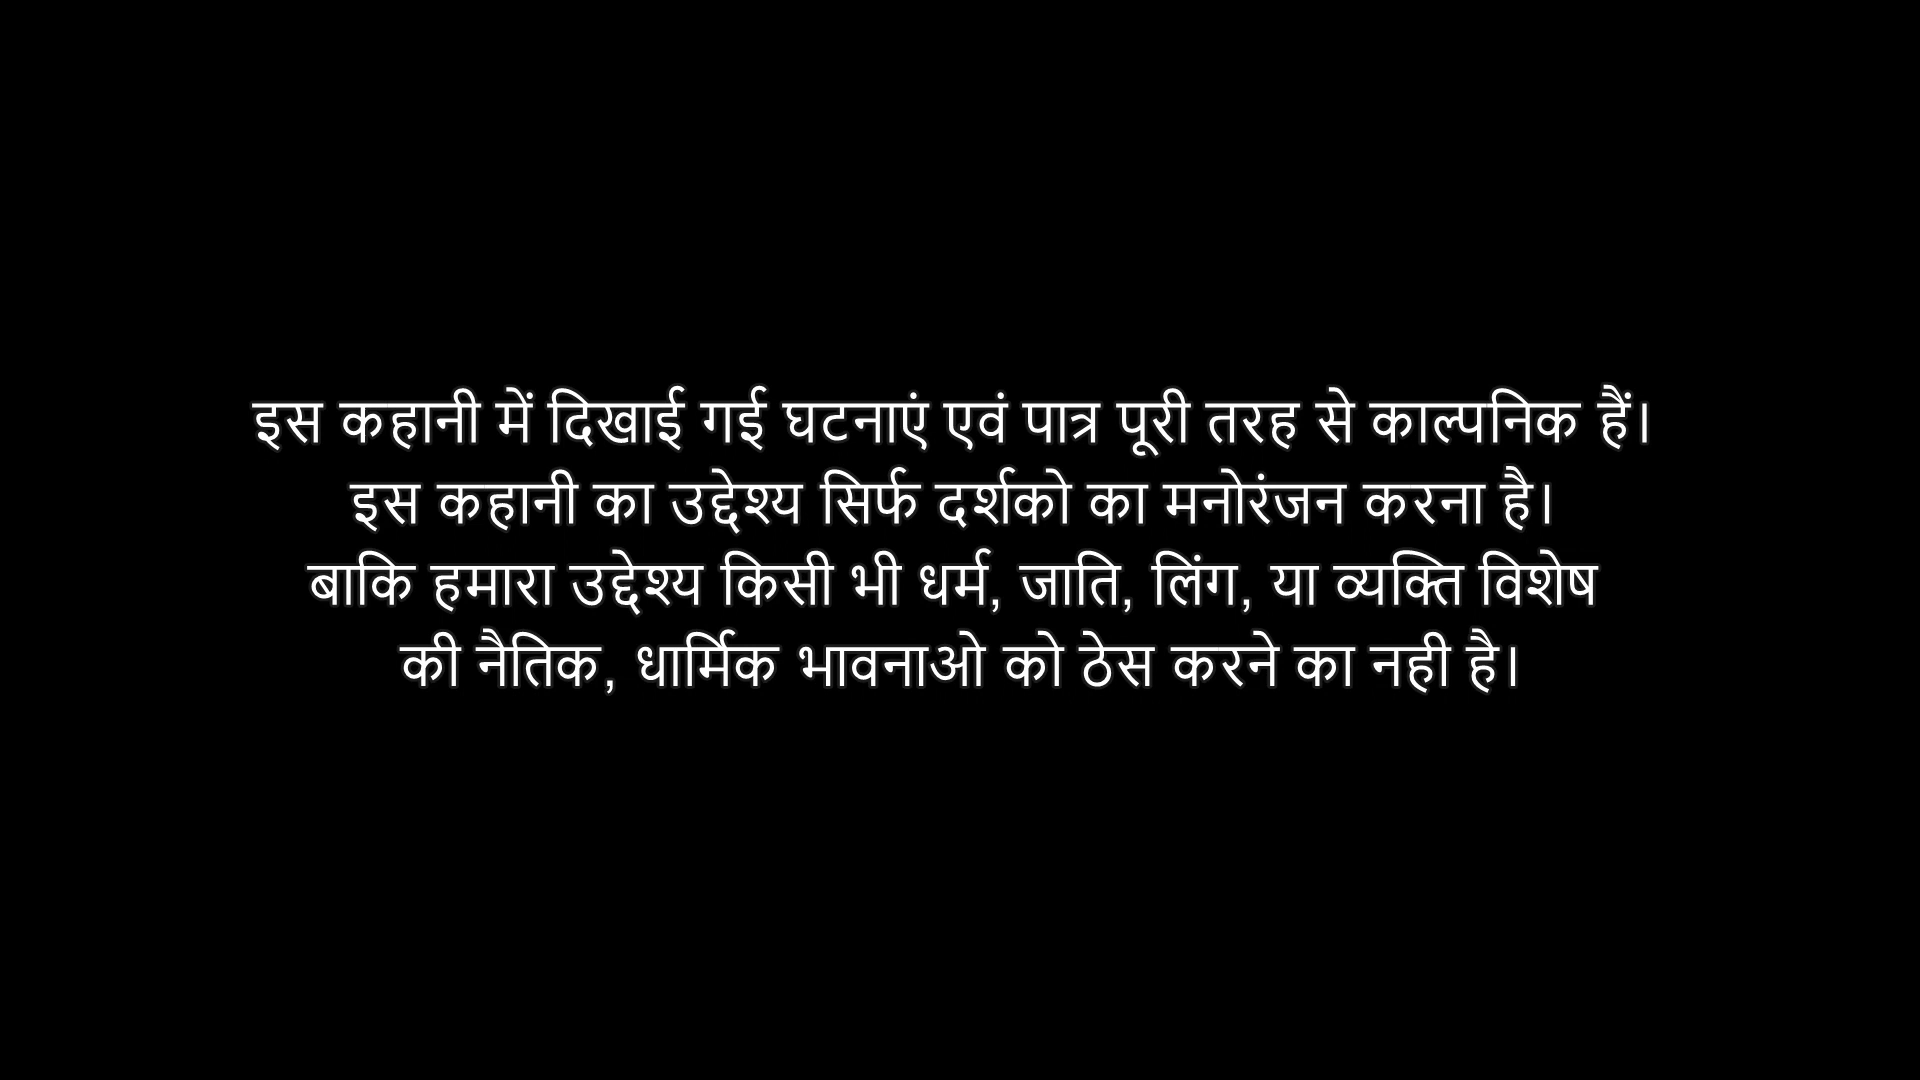 इस कहानी में दिखाई गई घटनाएं एवं पात्र पूरी तरह से काल्पनिक हैं।
इस कहानी का उद्देश्य सिर्फ दर्शको का मनोरंजन करना है।
बाकि हमारा उद्देश्य किसी भी धर्म, जाति, लिंग, या व्यक्ति विशेष
की नैतिक, धार्मिक भावनाओ को ठेस करने का नही है।